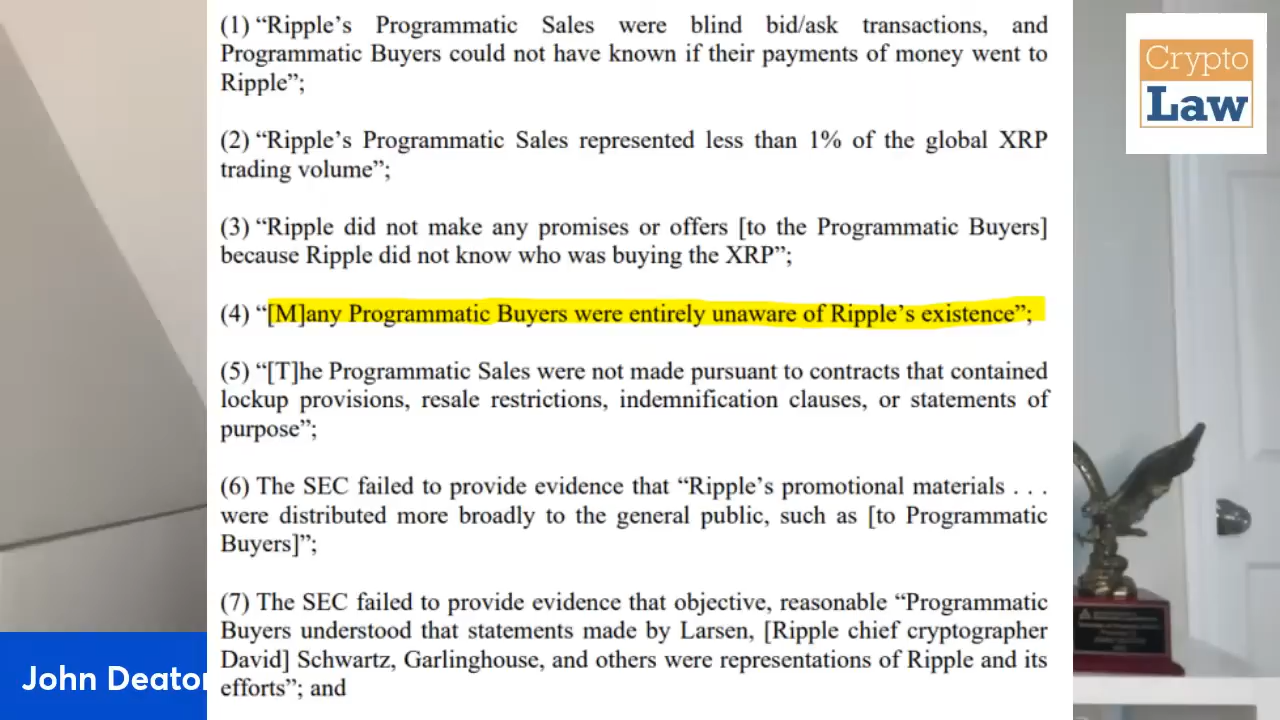 (1) “Ripple’s Programmatic Sales were blind bid/ask transactions, and
Programmatic Buyers could not have known if their payments of money went to
Ripple”;
(2) “Ripple’s Programmatic Sales represented less than 1% of the global XRP
trading volume”;
(3) “Ripple did not make any promises or offers [to the Programmatic Buyers]
because Ripple did not know who was buying the XRP”;
(4) “[M]any Programmatic Buyers were entirely unaware of Ripple’s existence”;
(5) “[T]he Programmatic Sales were not made pursuant to contracts that contained
lockup provisions, resale restrictions, indemnification clauses, or statements of
purpose”;
(6) The SEC failed to provide evidence that “Ripple’s promotional materials . . .
were distributed more broadly to the general public, such as [to Programmatic
Buyers]”;
(7) The SEC failed to provide evidence that objective, reasonable “Programmatic
Buyers understood that statements made by Larsen, [Ripple chief cryptographer
David] Schwartz, Garlinghouse, and others were representations of Ripple and its
efforts”; and
Crypto
Law
John Deato